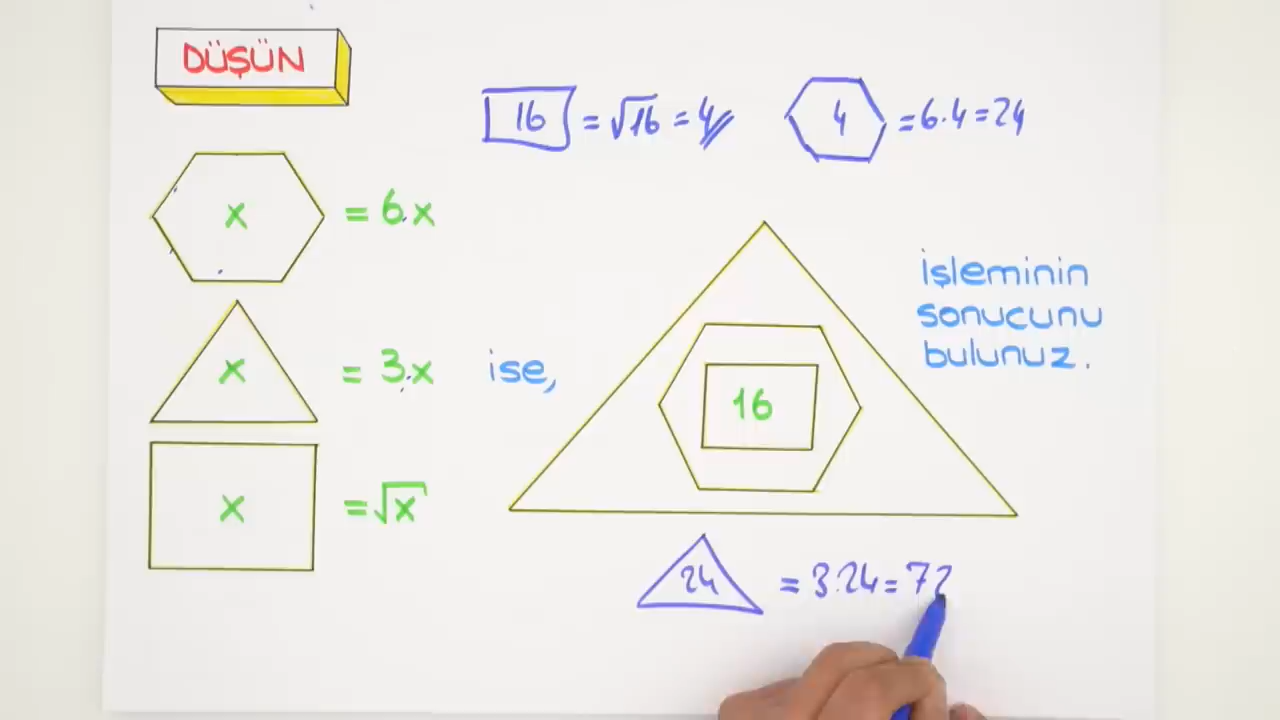 DÜŞÜN
16 = √16 = 4
4 = 6.4 = 24
x = 6.x
x = 3.x
ise,
x = √x
16
İşleminin
sonucunu
bulunuz.
24 = 3.24 = 72